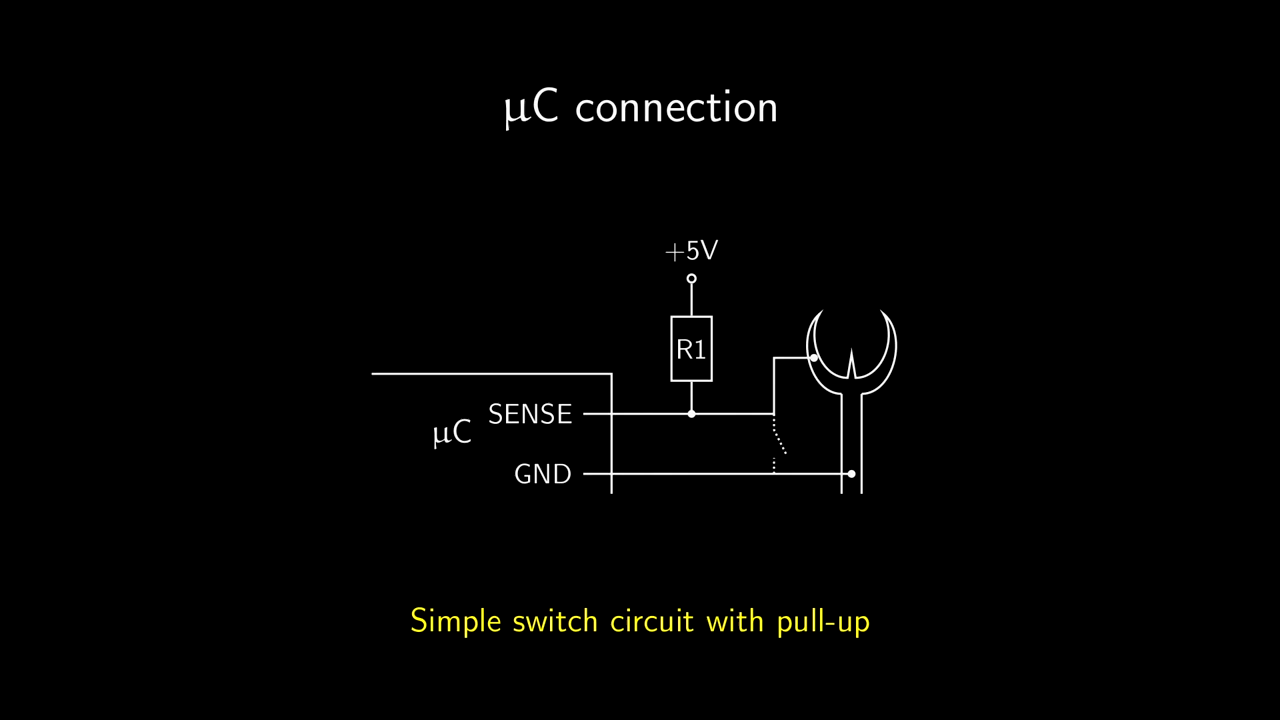 µC connection
+5V
R1
SENSE
µC
GND
Simple switch circuit with pull-up